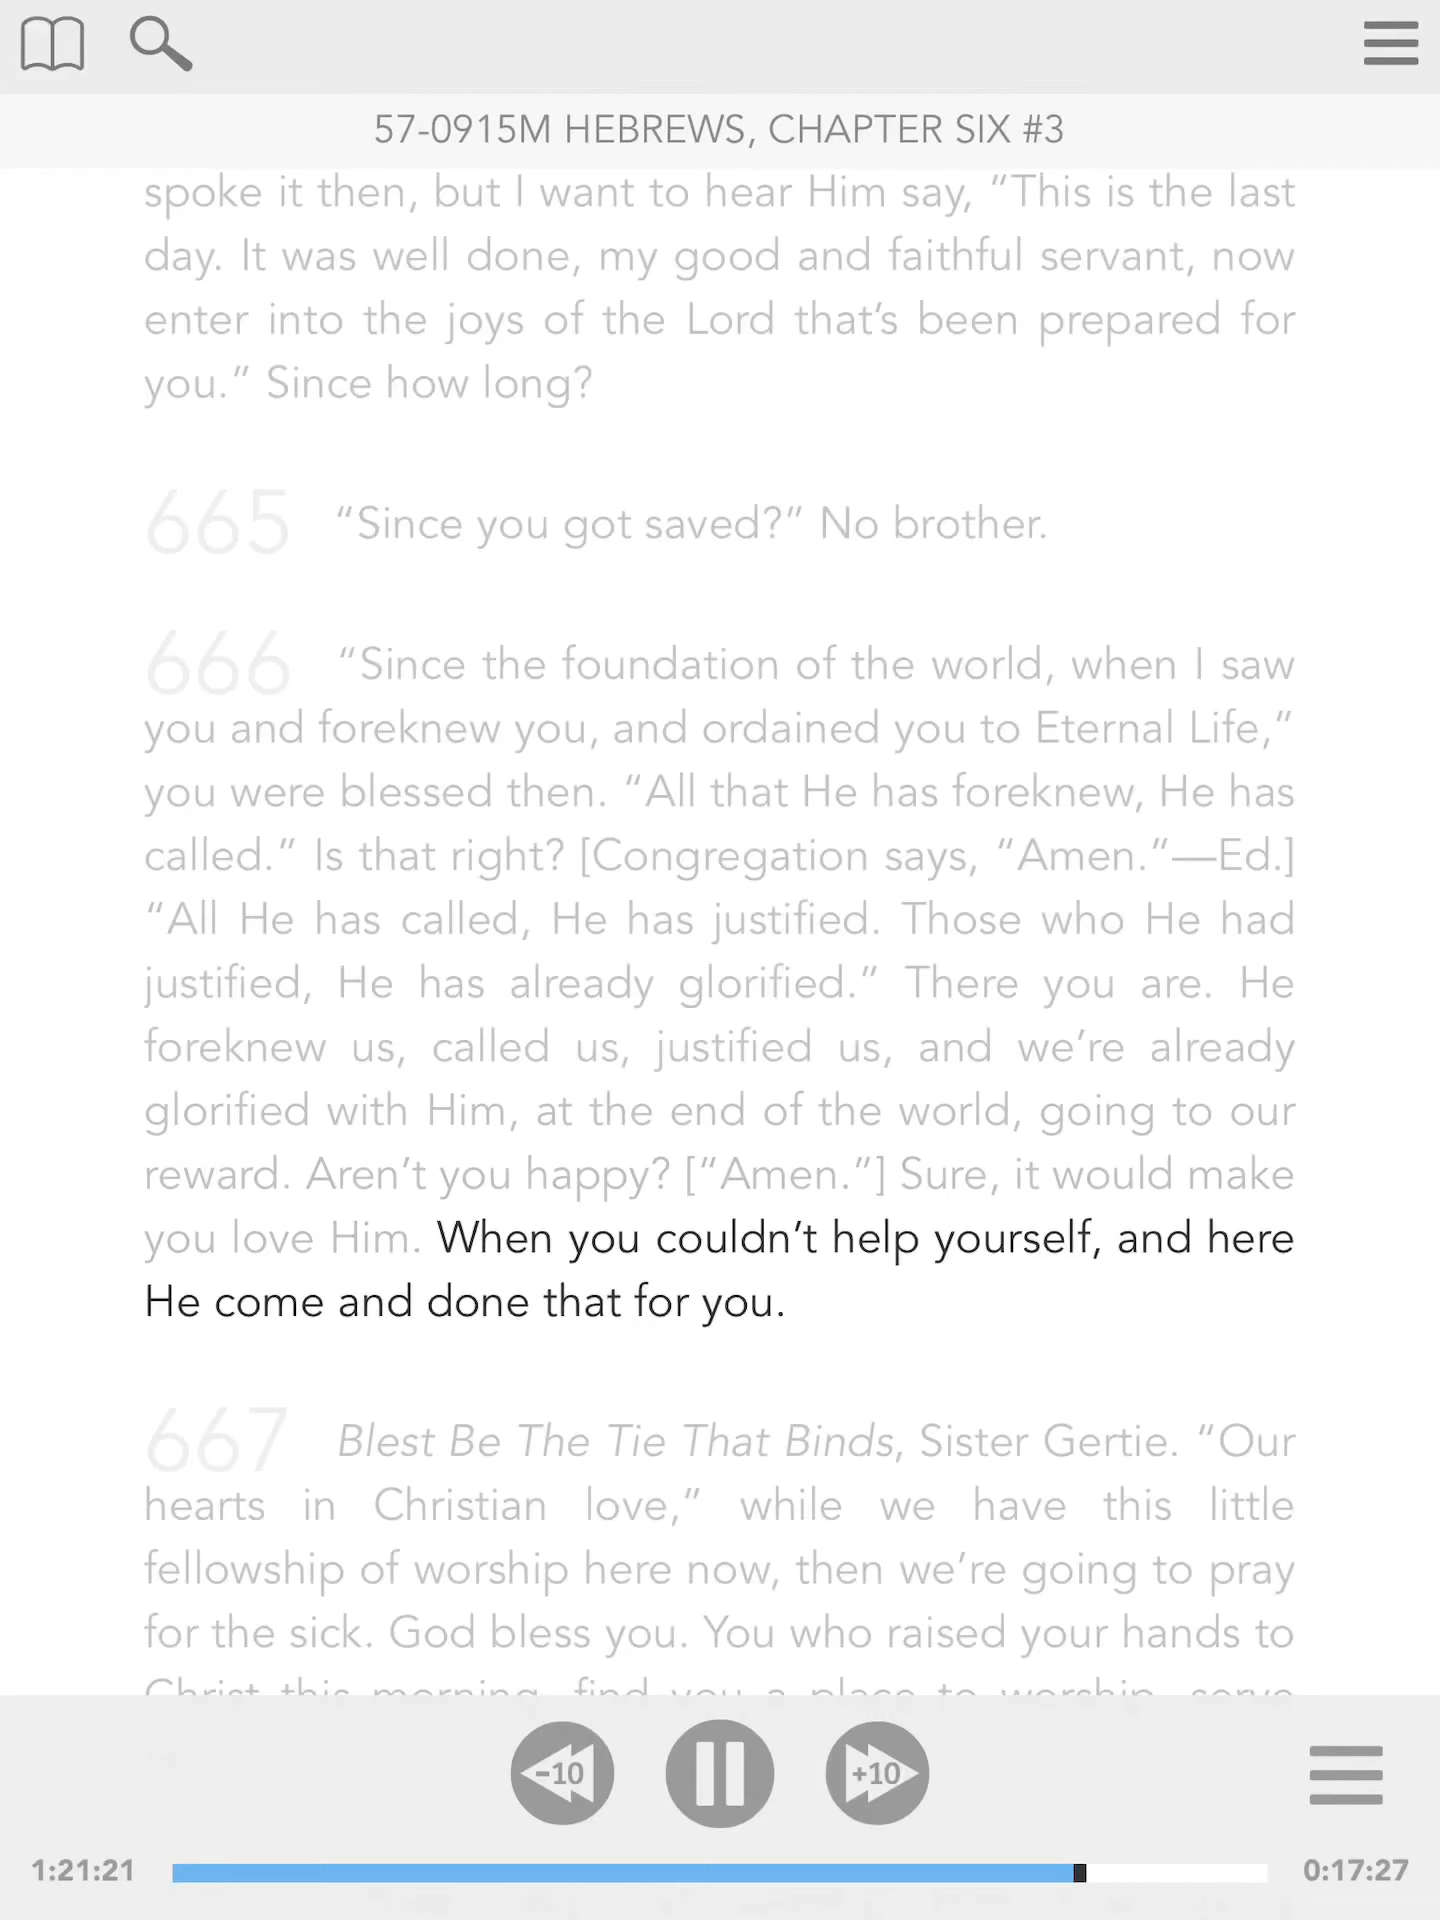 57-0915M HEBREWS, CHAPTER SIX #3
spoke it then, but I want to hear Him say, “This is the last
day. It was well done, my good and faithful servant, now
enter into the joys of the Lord that’s been prepared for
you.” Since how long?
665 “Since you got saved?” No brother.
666 “Since the foundation of the world, when I saw
you and foreknew you, and ordained you to Eternal Life,”
you were blessed then. “All that He has foreknew, He has
called.” Is that right? [Congregation says, “Amen.”—Ed.]
“All He has called, He has justified. Those who He had
justified, He has already glorified.” There you are. He
foreknew us, called us, justified us, and we’re already
glorified with Him, at the end of the world, going to our
reward. Aren’t you happy? [“Amen.”] Sure, it would make
you love Him. When you couldn’t help yourself, and here
He come and done that for you.
667 Blest Be The Tie That Binds, Sister Gertie. “Our
hearts in Christian love,” while we have this little
fellowship of worship here now, then we’re going to pray
for the sick. God bless you. You who raised your hands to
Christ this morning, find you a place to worship, serve
-10 +10
1:21:21 0:17:27